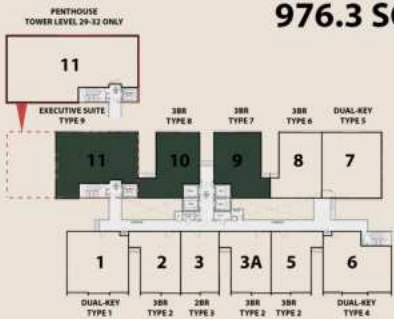 976.3 SQ
PENTHOUSE
TOWER LEVEL 29-32 ONLY
11
EXECUTIVE SUITE
TYPE 9
3BR
TYPE 8
3BR
TYPE 7
3BR
TYPE 6
DUAL-KEY
TYPE 5
11
10
9
8
7
1
2
3
3A
5
6
DUAL-KEY
TYPE 1
3BR
TYPE 2
2BR
TYPE 3
3BR
TYPE 2
3BR
TYPE 2
DUAL-KEY
TYPE 4